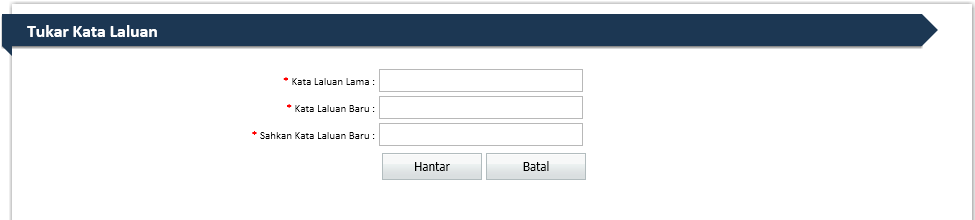 Tukar Kata Laluan
* Kata Laluan Lama :
* Kata Laluan Baru :
* Sahkan Kata Laluan Baru :
Hantar Batal